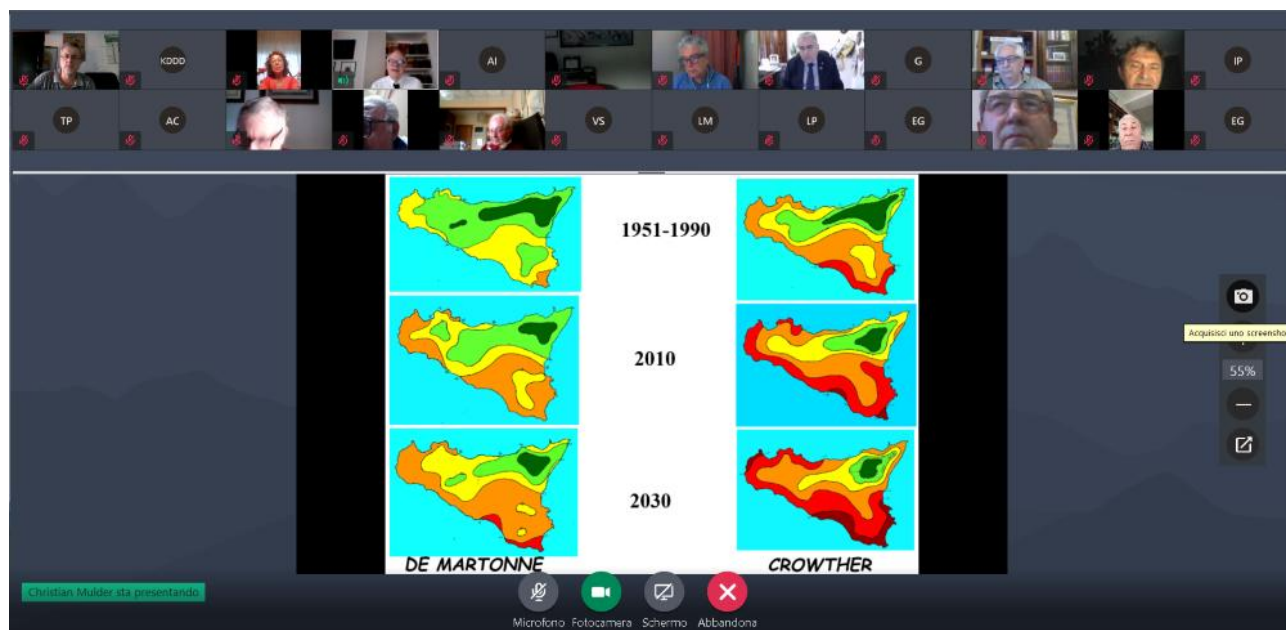 KDDD
AI
G
IP
TP
AC
VS
LM
LP
EG
EG
1951-1990
2010
2030
DE MARTONNE
CROWTHER
Acquisisci uno screensho
55%
Christian Mulder sta presentando
Microfono Fotocamera Schermo Abbandona